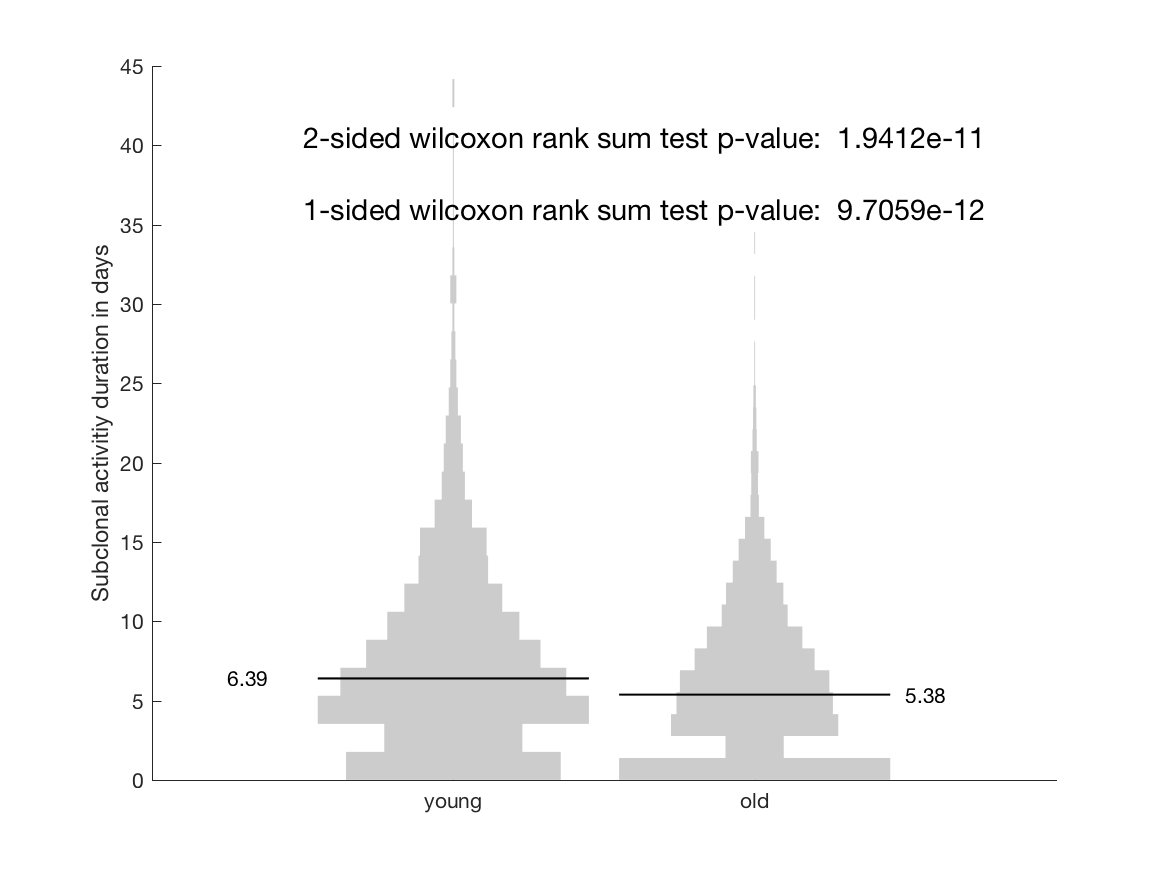 45
2-sided wilcoxon rank sum test p-value:  1.9412e-11
40
1-sided wilcoxon rank sum test p-value:  9.7059e-12
35
30
25
20
15
10
5
0
Subclonal activitiy duration in days
6.39
5.38
young
old